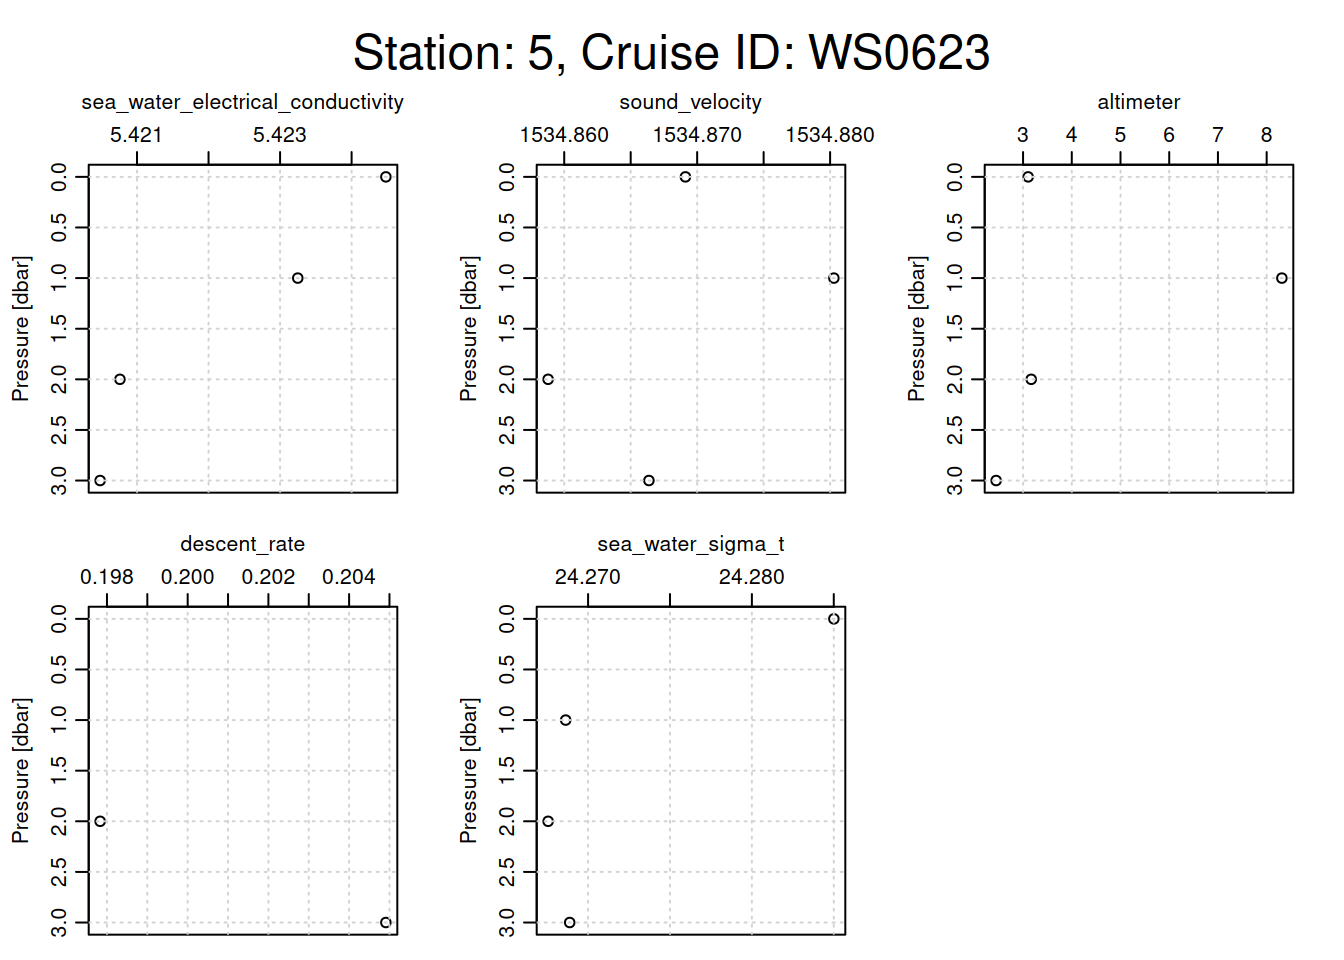 Station: 5, Cruise ID: WS0623
sea_water_electrical_conductivity
5.421 5.423
0.0 0.5 1.0 1.5 2.0 2.5 3.0
Pressure [dbar]
sound_velocity
1534.860 1534.870 1534.880
0.0 0.5 1.0 1.5 2.0 2.5 3.0
Pressure [dbar]
altimeter
3 4 5 6 7 8
0.0 0.5 1.0 1.5 2.0 2.5 3.0
Pressure [dbar]
descent_rate
0.198 0.200 0.202 0.204
0.0 0.5 1.0 1.5 2.0 2.5 3.0
Pressure [dbar]
sea_water_sigma_t
24.270 24.280
0.0 0.5 1.0 1.5 2.0 2.5 3.0
Pressure [dbar]